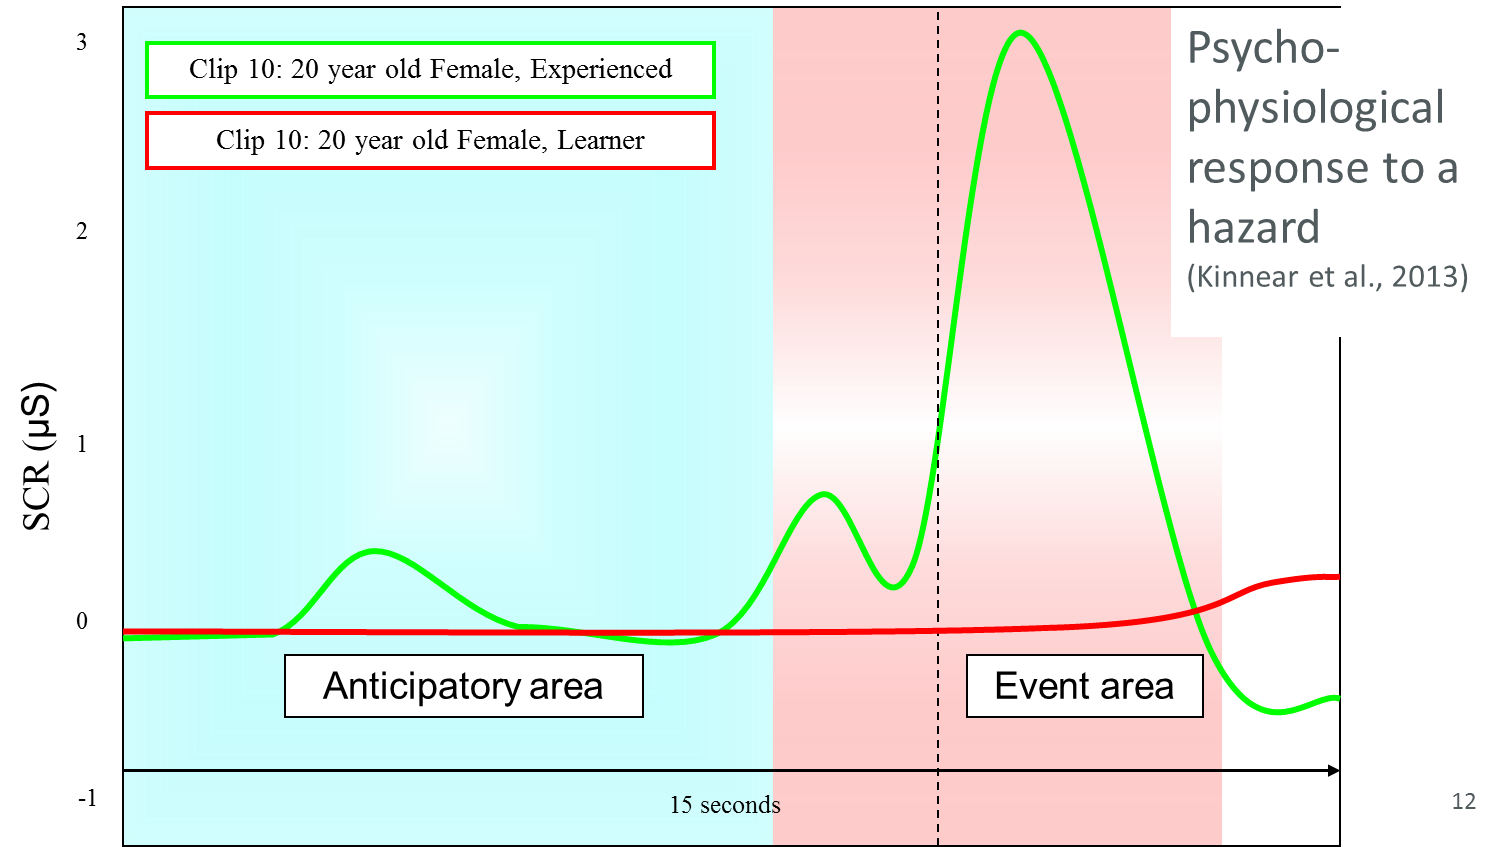 3
2
1
0
-1
SCR (µS)
Clip 10: 20 year old Female, Experienced
Clip 10: 20 year old Female, Learner
Psycho-
physiological
response to a
hazard
(Kinnear et al., 2013)
Anticipatory area
Event area
15 seconds
12